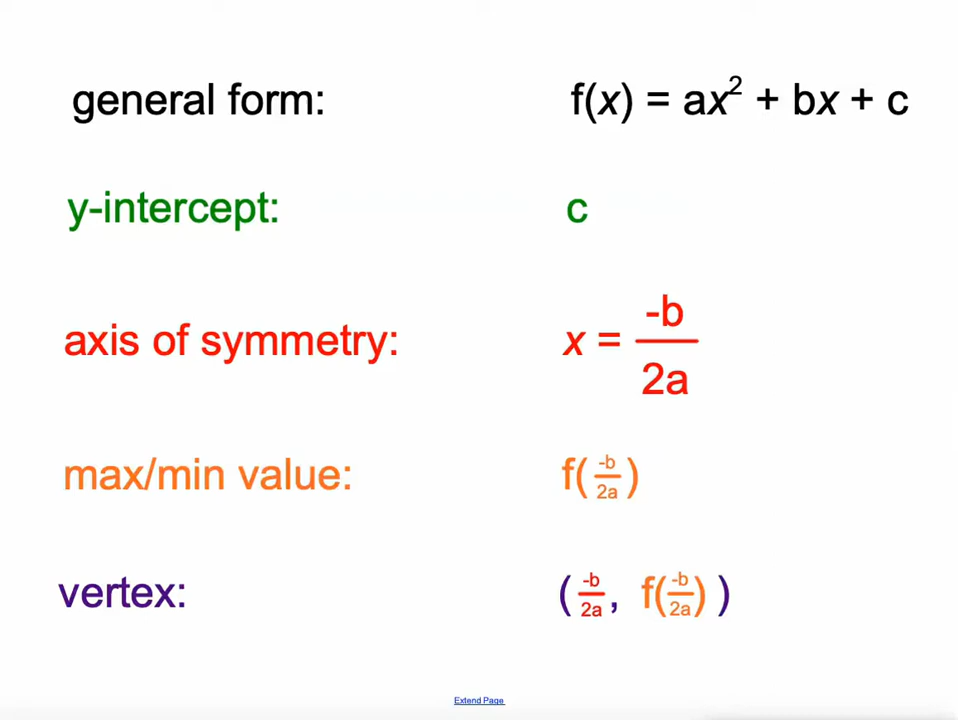 general form: f(x) = ax² + bx + c
y-intercept: c
axis of symmetry: x = -b/2a
max/min value: f(-b/2a)
vertex: (-b/2a, f(-b/2a))
Extend Page